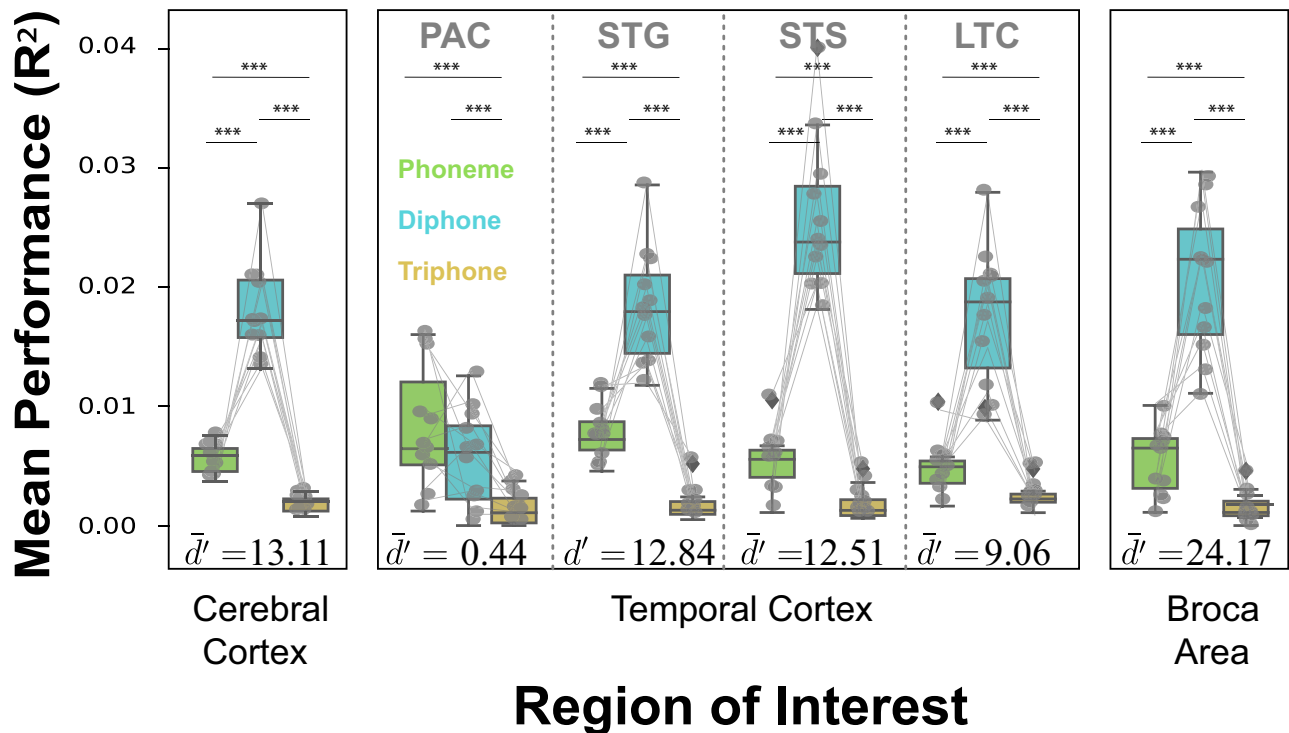 Mean Performance (R²)
0.04
0.03
0.02
0.01
0.00
***
***
***
d̄′ =13.11
Cerebral
Cortex
PAC
***
***
Phoneme
Diphone
Triphone
d̄′ = 0.44
STG
***
***
***
d′ =12.84
STS
***
***
***
d̄′ =12.51
LTC
***
***
***
d̄′ =9.06
Temporal Cortex
***
***
***
d̄′ =24.17
Broca
Area
Region of Interest